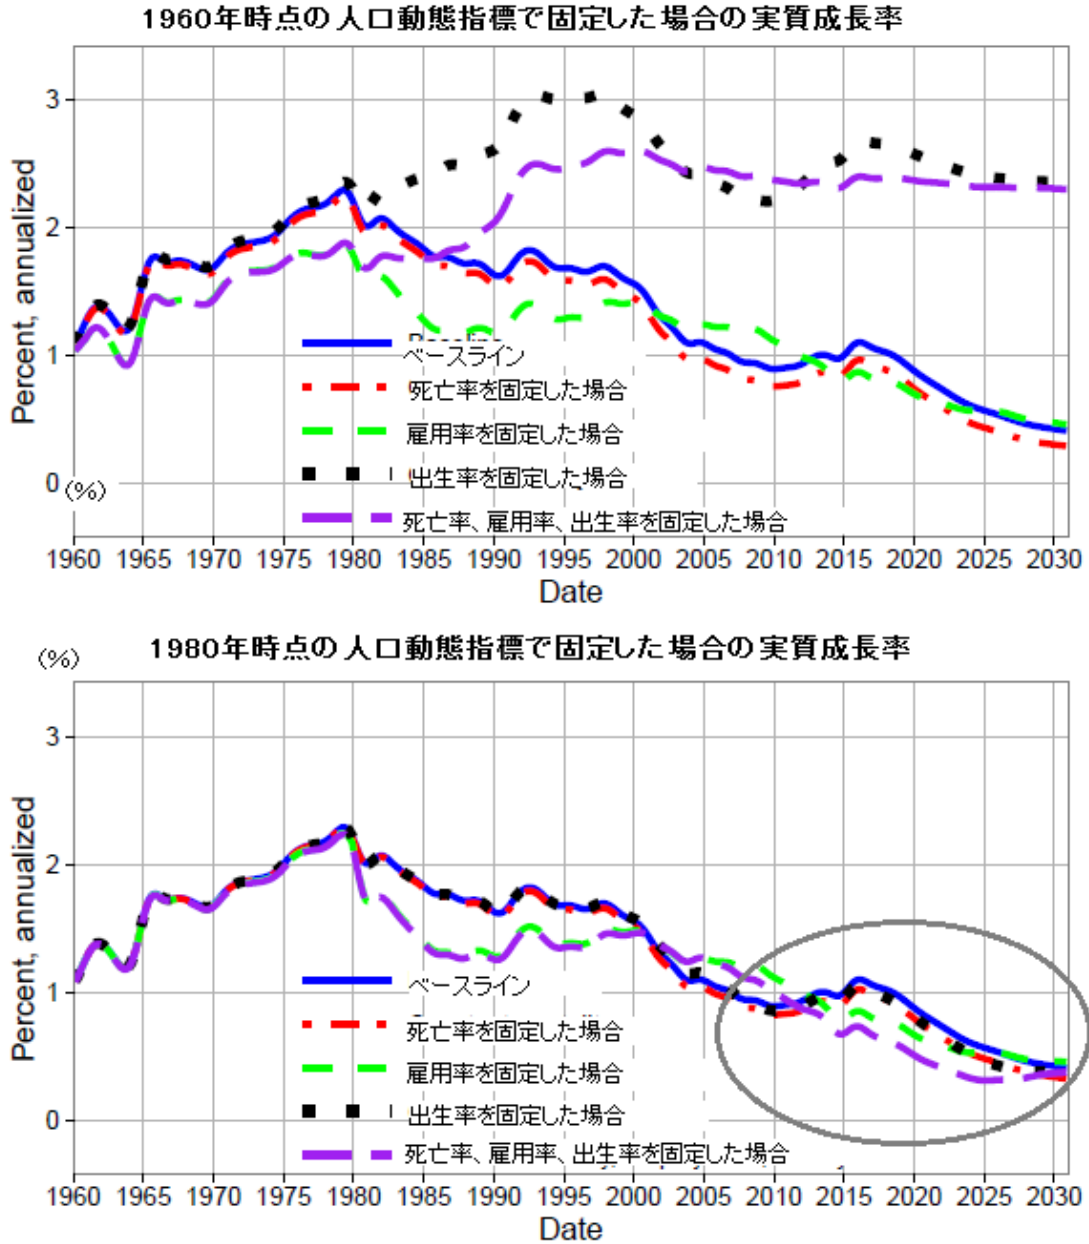 1960年時点の人口動態指標で固定した場合の実質成長率
Percent, annualized
3
2
1
0
(%)
ベースライン
死亡率を固定した場合
雇用率を固定した場合
出生率を固定した場合
死亡率、雇用率、出生率を固定した場合
1960 1965 1970 1975 1980 1985 1990 1995 2000 2005 2010 2015 2020 2025 2030
Date
(%)
1980年時点の人口動態指標で固定した場合の実質成長率
Percent, annualized
3
2
1
0
ベースライン
死亡率を固定した場合
雇用率を固定した場合
出生率を固定した場合
死亡率、雇用率、出生率を固定した場合
1960 1965 1970 1975 1980 1985 1990 1995 2000 2005 2010 2015 2020 2025 2030
Date